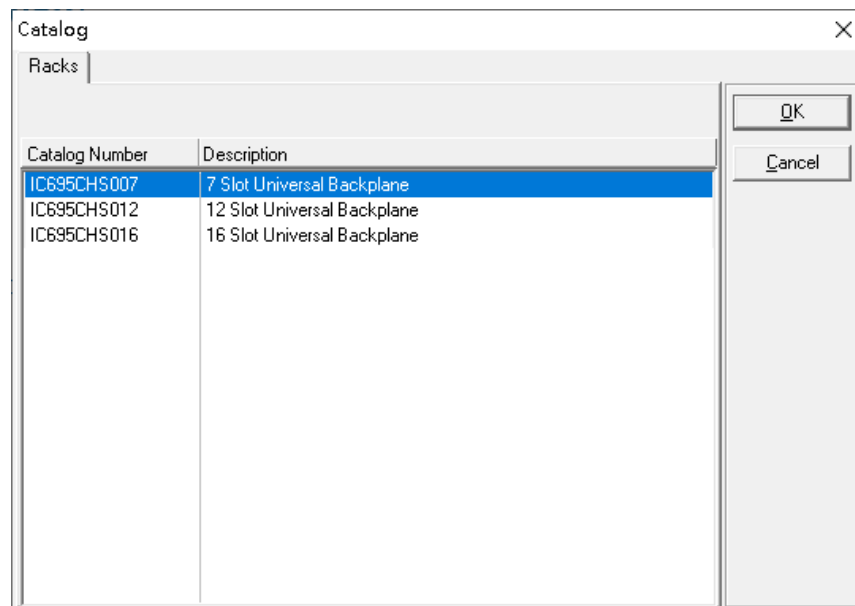 Catalog
Racks
OK
Cancel
Catalog Number Description
IC695CHS007 7 Slot Universal Backplane
IC695CHS012 12 Slot Universal Backplane
IC695CHS016 16 Slot Universal Backplane